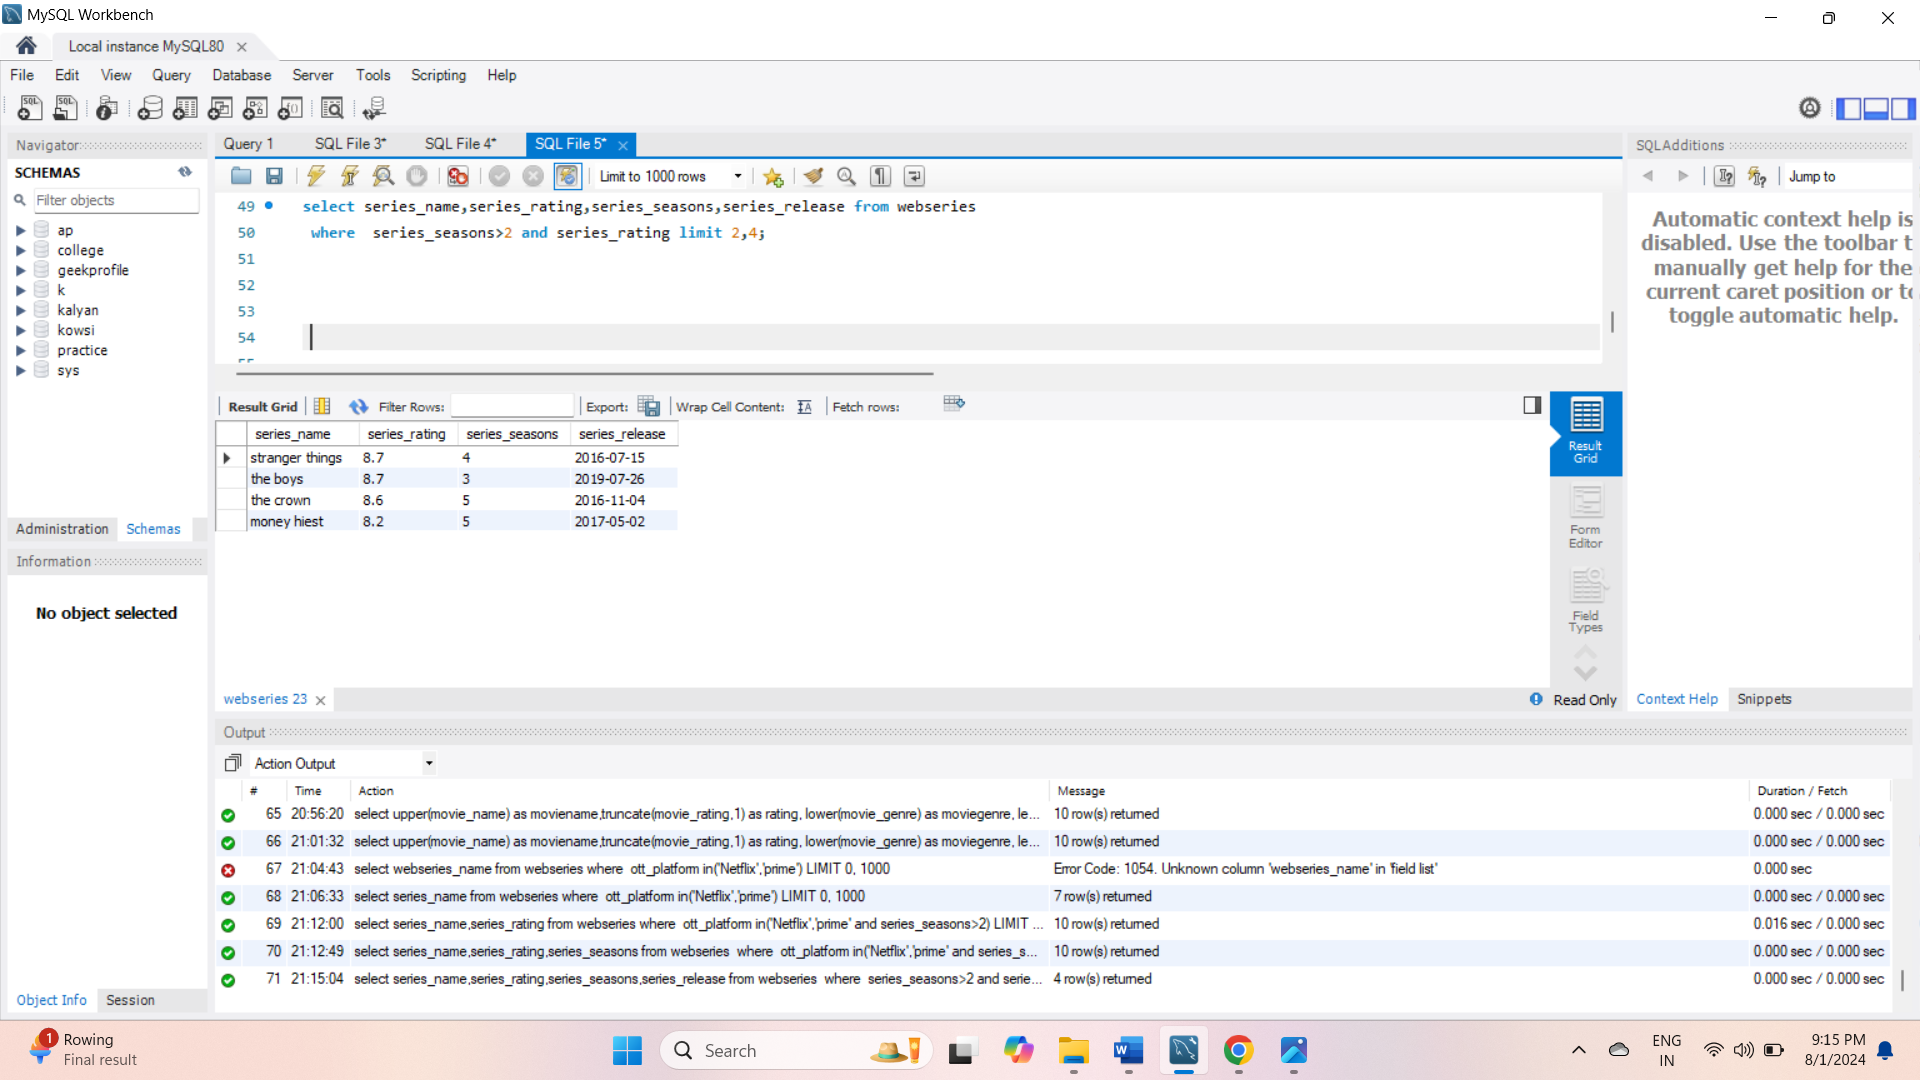 MySQL Workbench
Local instance MySQL80
File Edit View Query Database Server Tools Scripting Help
Navigator
SCHEMAS
Filter objects
ap
college
geekprofile
k
kalyan
kowsi
practice
sys
Administration Schemas
Information
No object selected
Object Info Session
Query 1 SQL File 3* SQL File 4* SQL File 5*
Limit to 1000 rows
49 select series_name,series_rating,series_seasons,series_release from webseries
50 where series_seasons>2 and series_rating limit 2,4;
51
52
53
54
Result Grid Filter Rows: Export: Wrap Cell Content: Fetch rows:
series_name series_rating series_seasons series_release
stranger things 8.7 4 2016-07-15
the boys 8.7 3 2019-07-26
the crown 8.6 5 2016-11-04
money hiest 8.2 5 2017-05-02
Result Grid
Form Editor
Field Types
webseries 23
Read Only
SQLAdditions
Jump to
Automatic context help is
disabled. Use the toolbar t
manually get help for the
current caret position or to
toggle automatic help.
Context Help Snippets
Output
Action Output
# Time Action Message Duration / Fetch
65 20:56:20 select upper(movie_name) as moviename,truncate(movie_rating,1) as rating, lower(movie_genre) as moviegenre, le... 10 row(s) returned 0.000 sec / 0.000 sec
66 21:01:32 select upper(movie_name) as moviename,truncate(movie_rating,1) as rating, lower(movie_genre) as moviegenre, le... 10 row(s) returned 0.000 sec / 0.000 sec
67 21:04:43 select webseries_name from webseries where ott_platform in('Netflix','prime') LIMIT 0, 1000 Error Code: 1054. Unknown column 'webseries_name' in 'field list' 0.000 sec
68 21:06:33 select series_name from webseries where ott_platform in('Netflix','prime') LIMIT 0, 1000 7 row(s) returned 0.000 sec / 0.000 sec
69 21:12:00 select series_name,series_rating from webseries where ott_platform in('Netflix','prime' and series_seasons>2) LIMIT ... 10 row(s) returned 0.016 sec / 0.000 sec
70 21:12:49 select series_name,series_rating,series_seasons from webseries where ott_platform in('Netflix','prime' and series_s... 10 row(s) returned 0.000 sec / 0.000 sec
71 21:15:04 select series_name,series_rating,series_seasons,series_release from webseries where series_seasons>2 and serie... 4 row(s) returned 0.000 sec / 0.000 sec
1
Rowing
Final result
Search
ENG
IN
9:15 PM
8/1/2024